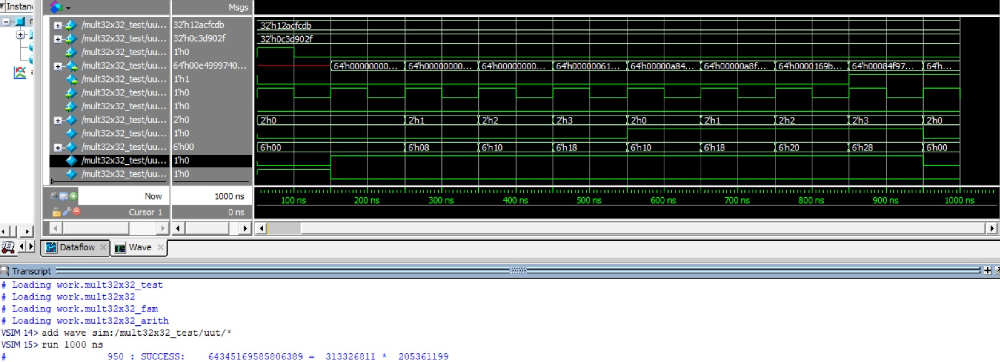 Instan
Msgs
/mult32x32_test/uu... 32'h12acfcdb 32'h12acfcdb
/mult32x32_test/uu... 32'h0c3d902f 32'h0c3d902f
/mult32x32_test/uu... 1'h0
/mult32x32_test/uu... 64'h00e4999740... 64'h00000000... 64'h00000000... 64'h00000000... 64'h00000061... 64'h00000a84... 64'h00000a8f... 64'h0000169b... 64'h00084f97... 64'h...
/mult32x32_test/uu... 1'h1
/mult32x32_test/uu... 1'h0
/mult32x32_test/uu... 1'h0
/mult32x32_test/uu... 2'h0 2'h0 2'h1 2'h2 2'h3 2'h0 2'h1 2'h2 2'h3 2'h0
/mult32x32_test/uu... 1'h0
/mult32x32_test/uu... 6'h00 6'h00 6'h08 6'h10 6'h18 6'h10 6'h18 6'h20 6'h28 6'h00
/mult32x32_test/uu... 1'h0
/mult32x32_test/uu... 1'h0
Now 1000 ns 100 ns 200 ns 300 ns 400 ns 500 ns 600 ns 700 ns 800 ns 900 ns 1000 ns
Cursor 1 0 ns
Dataflow Wave
Transcript
# Loading work.mult32x32_test
# Loading work.mult32x32
# Loading work.mult32x32_fsm
# Loading work.mult32x32_arith
VSIM 14> add wave sim:/mult32x32_test/uut/*
VSIM 15> run 1000 ns
# 950 : SUCCESS: 64345169585806389 = 313326811 * 205361199